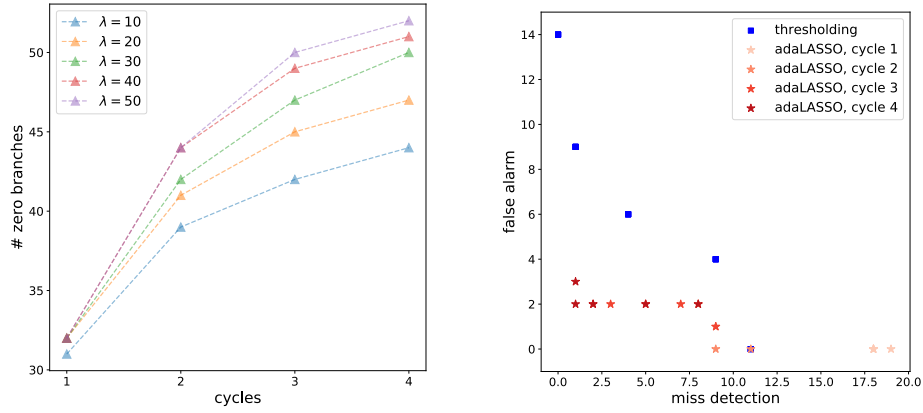 λ = 10
λ = 20
λ = 30
λ = 40
λ = 50
50
45
40
35
30
# zero branches
1 2 3 4
cycles
thresholding
adaLASSO, cycle 1
adaLASSO, cycle 2
adaLASSO, cycle 3
adaLASSO, cycle 4
14
12
10
8
6
4
2
0
false alarm
0.0 2.5 5.0 7.5 10.0 12.5 15.0 17.5 20.0
miss detection